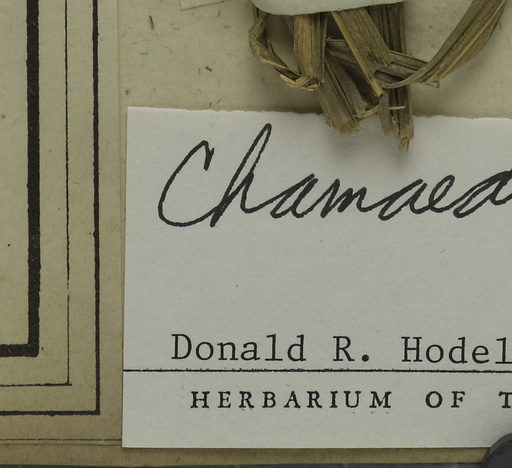 Chamaed
Donald R. Hodel
HERBARIUM OF T